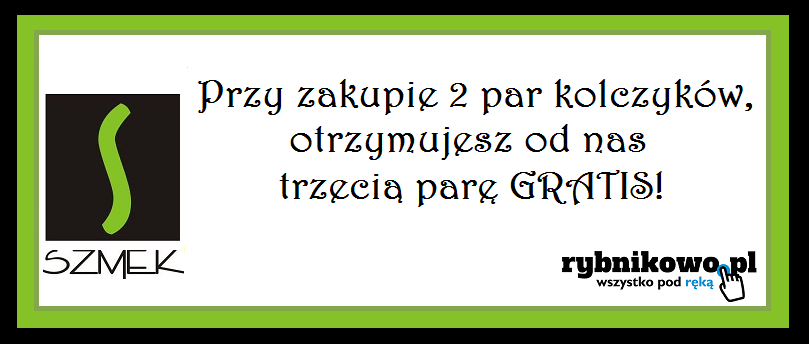 Przy zakupie 2 par kolczyków,
otrzymujesz od nas
trzecią parę GRATIS!
SZMEK
rybnikowo.pl
wszystko pod ręką